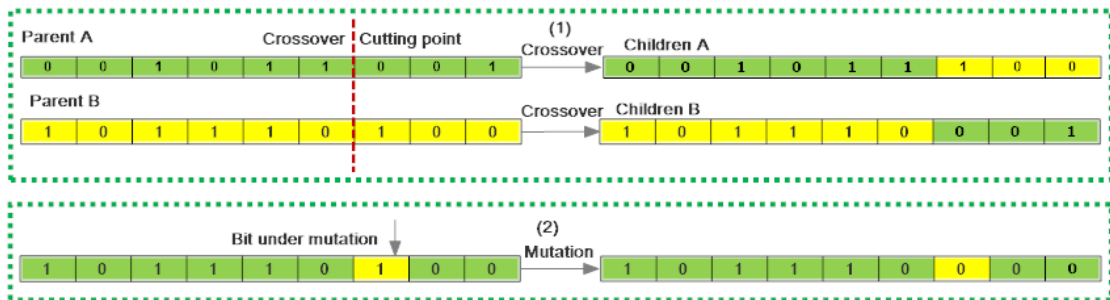 (1)
Parent A Crossover Cutting point Crossover Children A
0 0 1 0 1 1 0 0 1 0 0 1 0 1 1 1 0 0
Parent B Crossover Children B
1 0 1 1 1 0 1 0 0 1 0 1 1 1 0 0 0 1
(2)
Bit under mutation Mutation
1 0 1 1 1 0 1 0 0 1 0 1 1 1 0 0 0 0